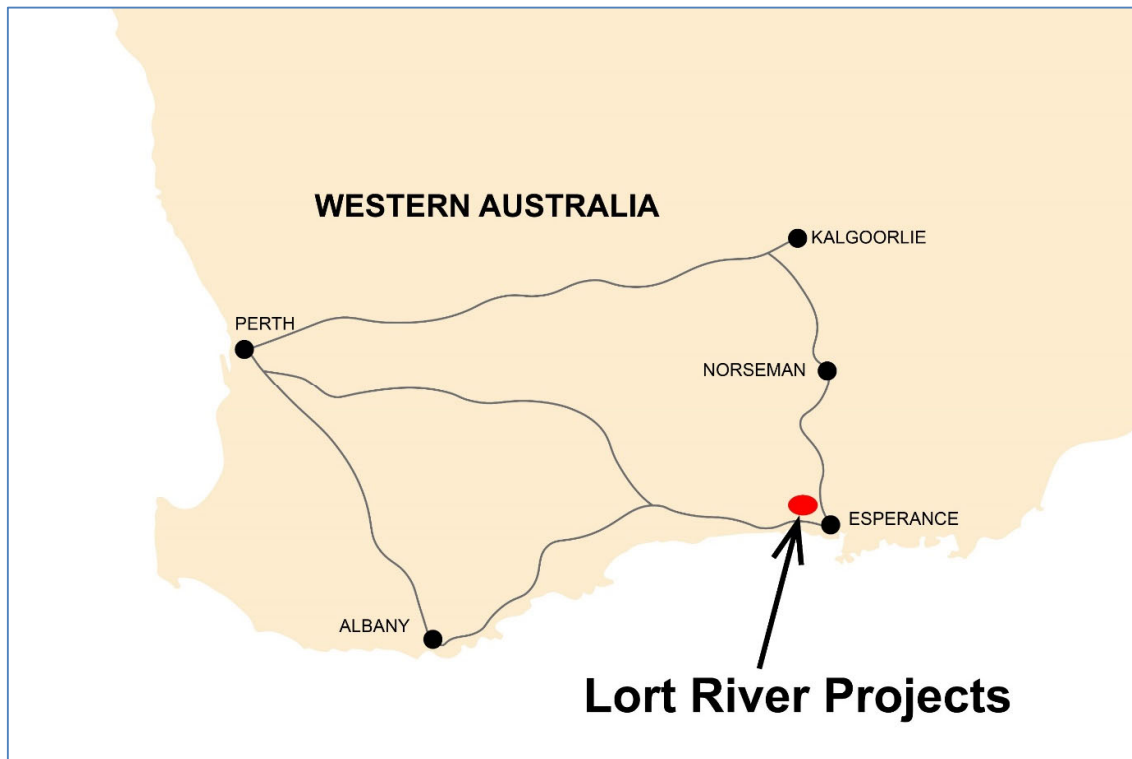 WESTERN AUSTRALIA
KALGOORLIE
PERTH
NORSEMAN
ESPERANCE
ALBANY
Lort River Projects